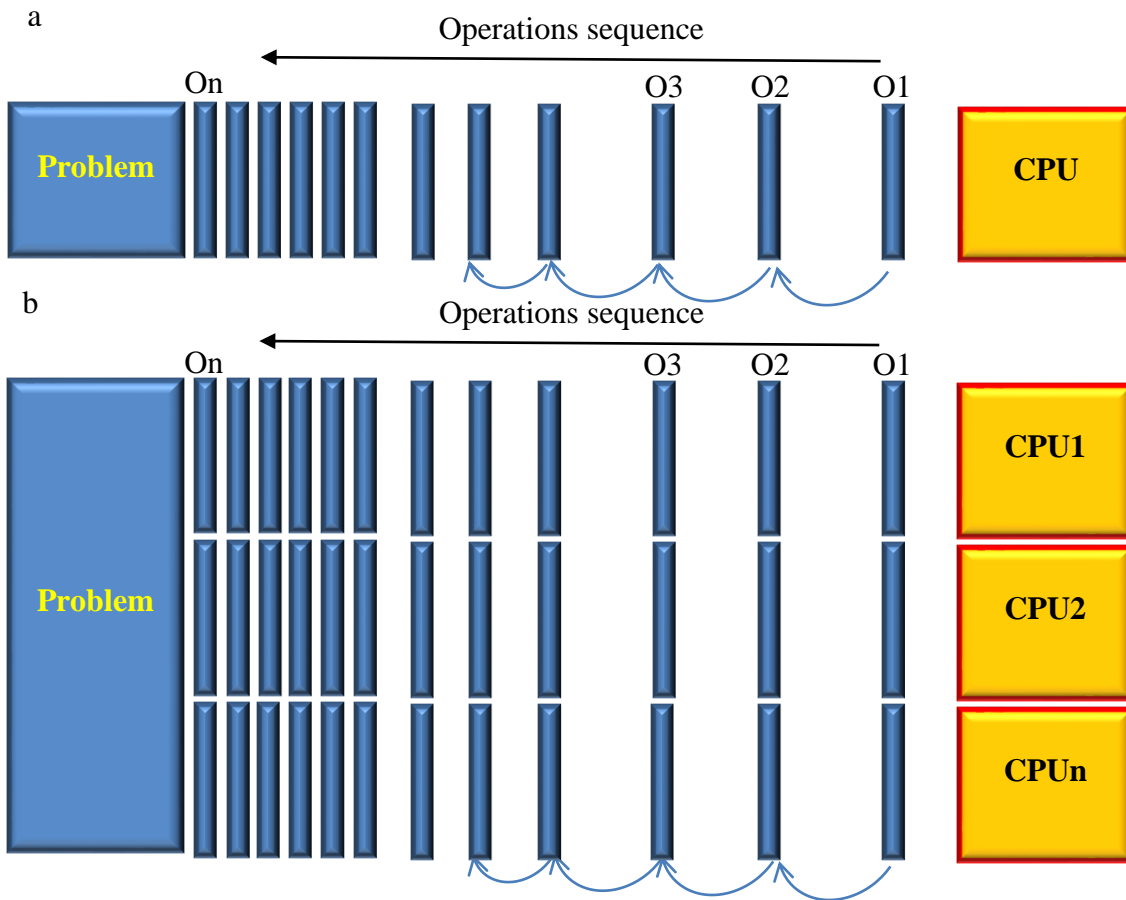 a
Operations sequence
On O3 O2 O1
Problem CPU
b
Operations sequence
On O3 O2 O1
CPU1
Problem CPU2
CPUn